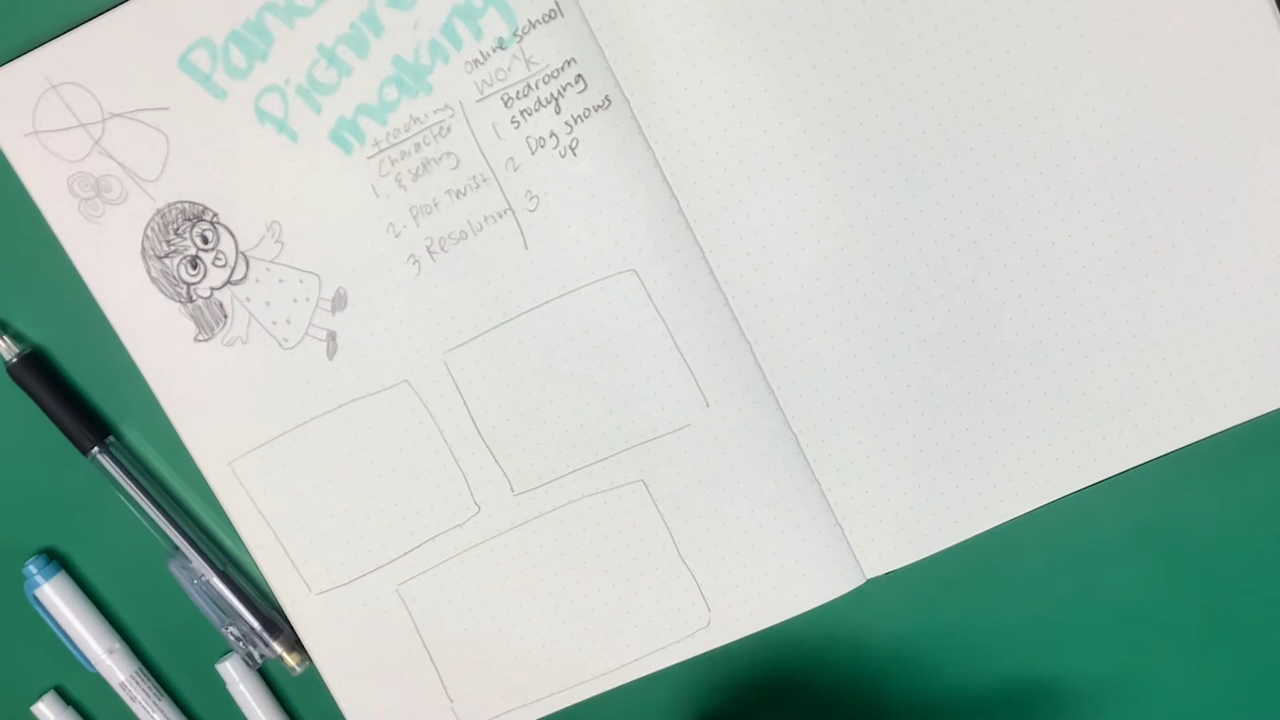 Picture
making
teaching
Character
1. & setting
2. Plot Twist
3 Resolution
online school
work
Bedroom
1 studying
2 Dog shows
up
3